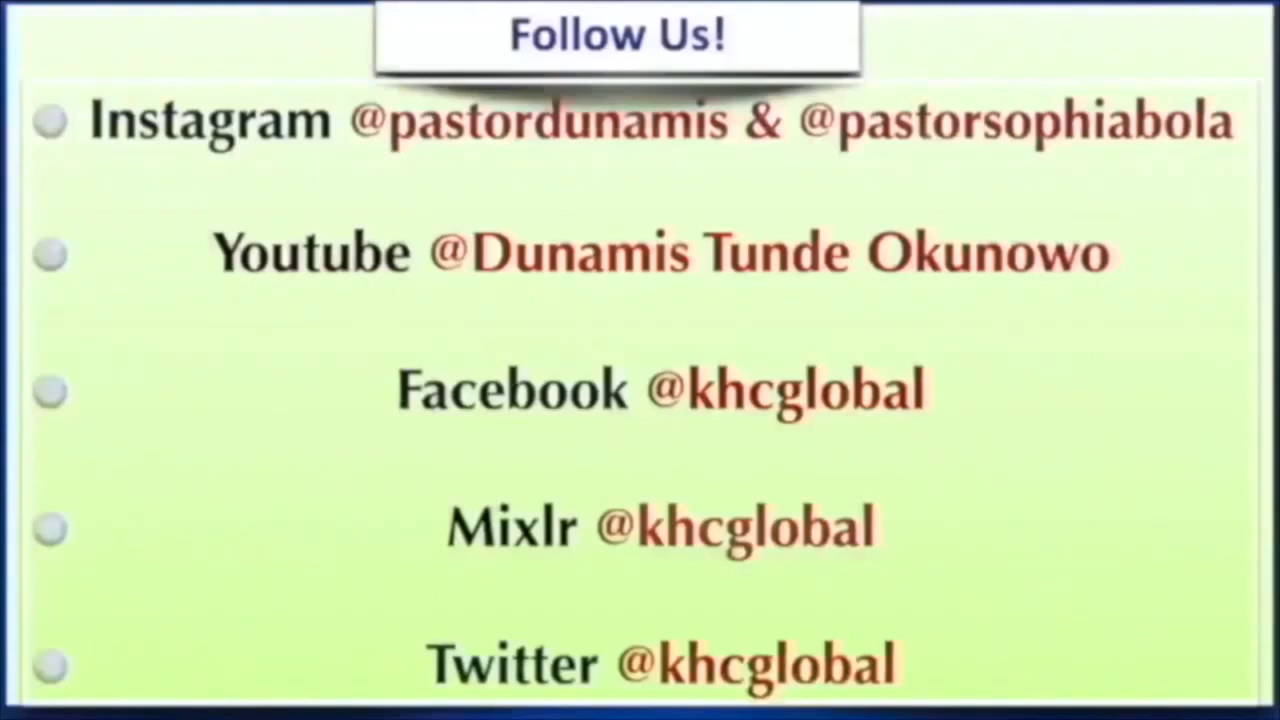 Follow Us!
Instagram @pastordunamis & @pastorsophiabola
Youtube @Dunamis Tunde Okunowo
Facebook @khcglobal
Mixlr @khcglobal
Twitter @khcglobal